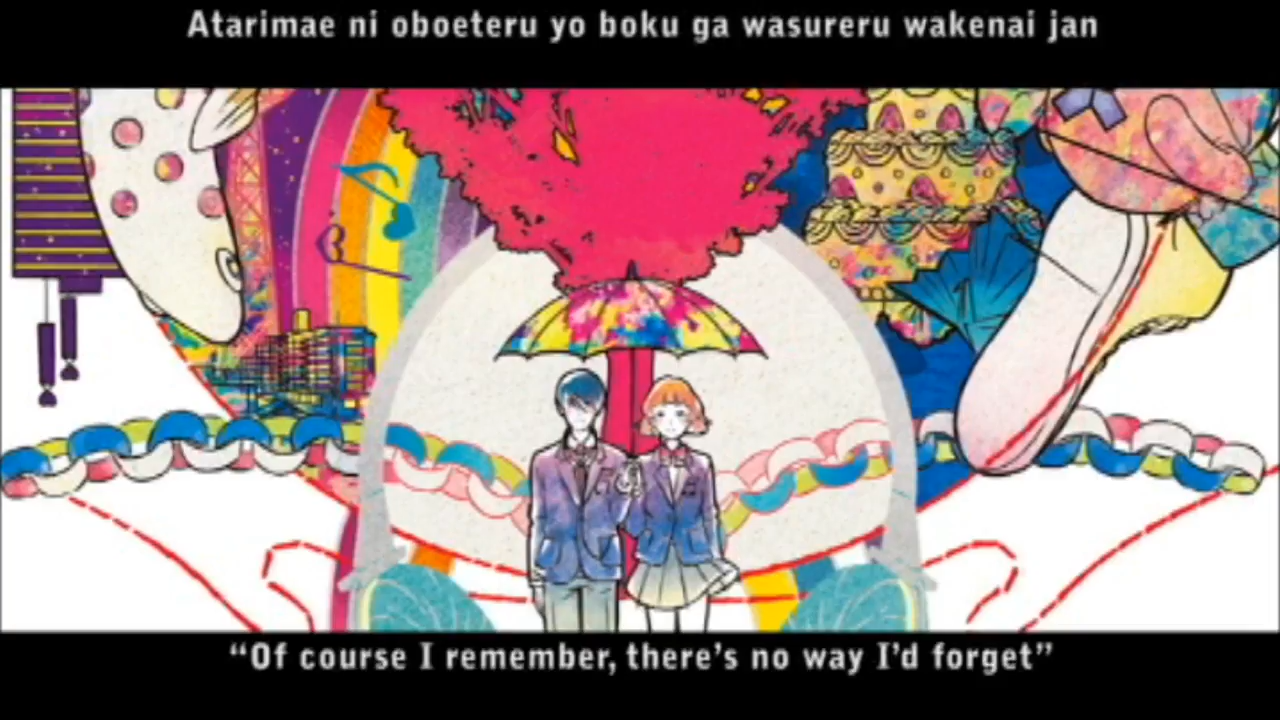 Atarimae ni oboeteru yo boku ga wasureru wakenai jan
“Of course I remember, there’s no way I’d forget”